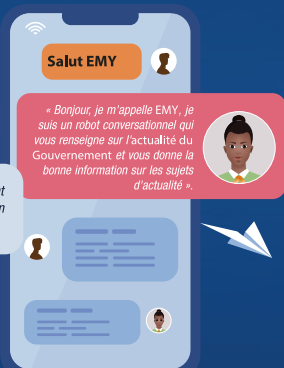 Salut EMY
« Bonjour, je m'appelle EMY, je
suis un robot conversationnel qui
vous renseigne sur l'actualité du
Gouvernement et vous donne la
bonne information sur les sujets
d'actualité ».